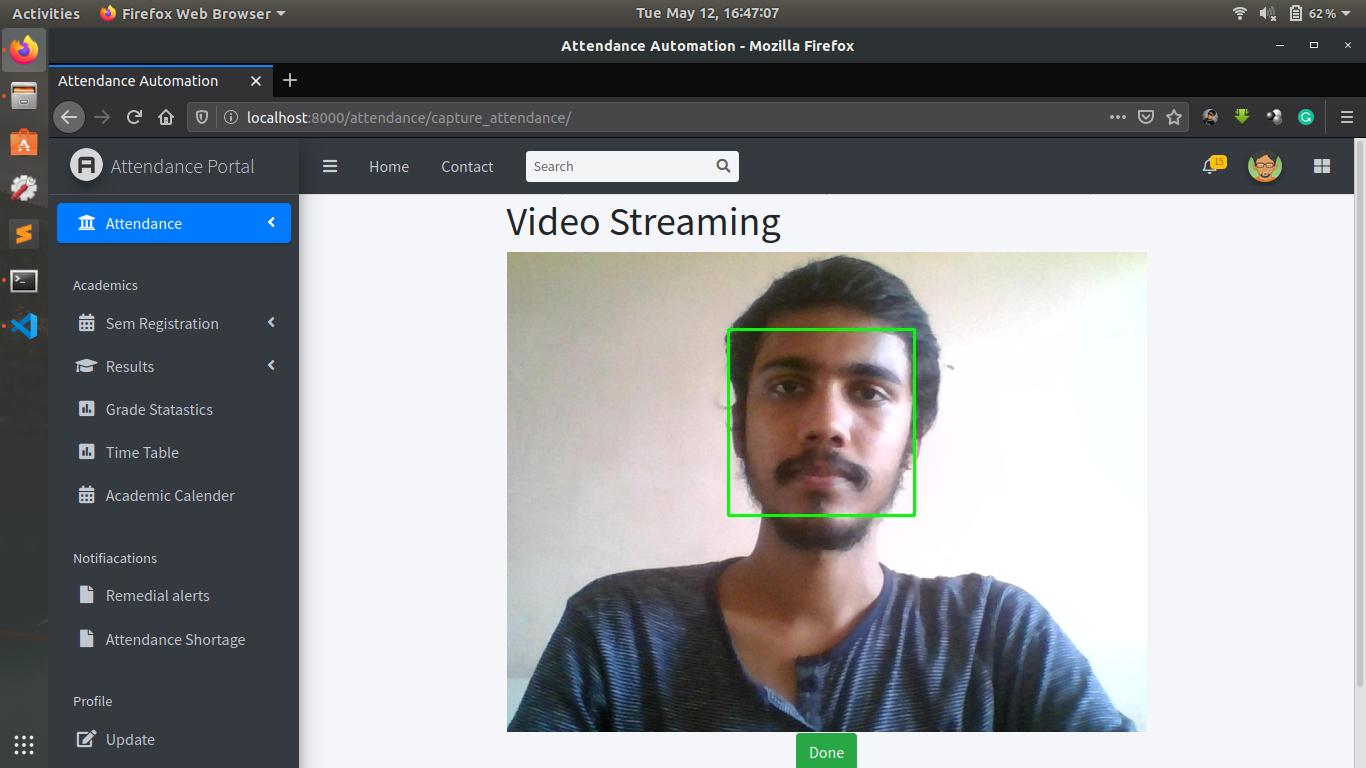 Activities
Firefox Web Browser
Tue May 12, 16:47:07
62%
Attendance Automation - Mozilla Firefox
Attendance Automation
localhost:8000/attendance/capture_attendance/
A Attendance Portal
Home
Contact
Search
15
Attendance
Academics
Sem Registration
Results
Grade Statastics
Time Table
Academic Calender
Notifiacations
Remedial alerts
Attendance Shortage
Profile
Update
Video Streaming
Done